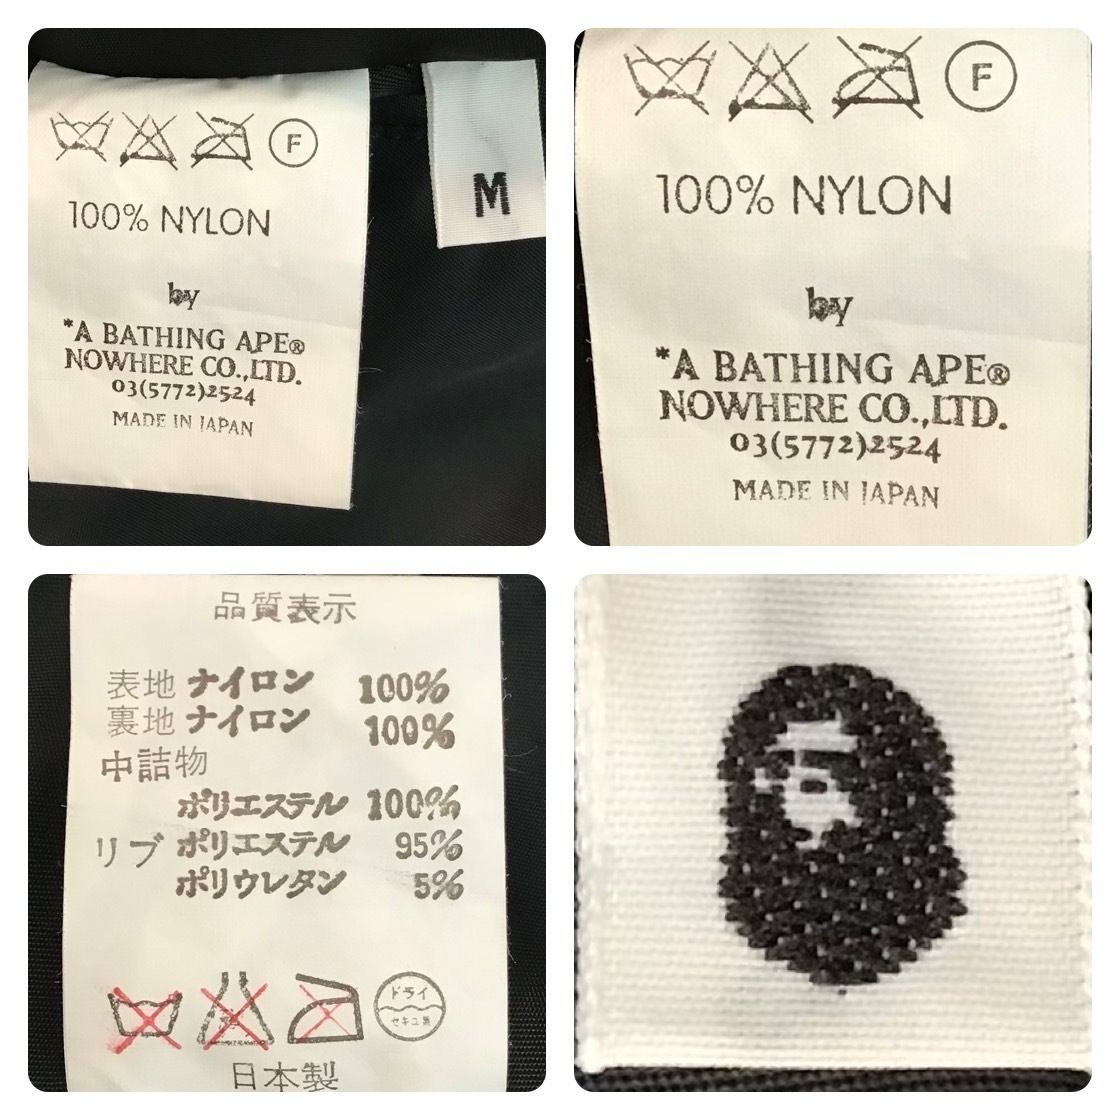 F
100% NYLON
by
*A BATHING APE®
NOWHERE CO.,LTD.
03(5772)2524
MADE IN JAPAN
M
F
100% NYLON
by
*A BATHING APE®
NOWHERE CO.,LTD.
03(5772)2524
MADE IN JAPAN
品質表示
表地 ナイロン 100%
裏地 ナイロン 100%
中詰物
ポリエステル 100%
リブ ポリエステル 95%
ポリウレタン 5%
ドライ
セキユ系
日本製